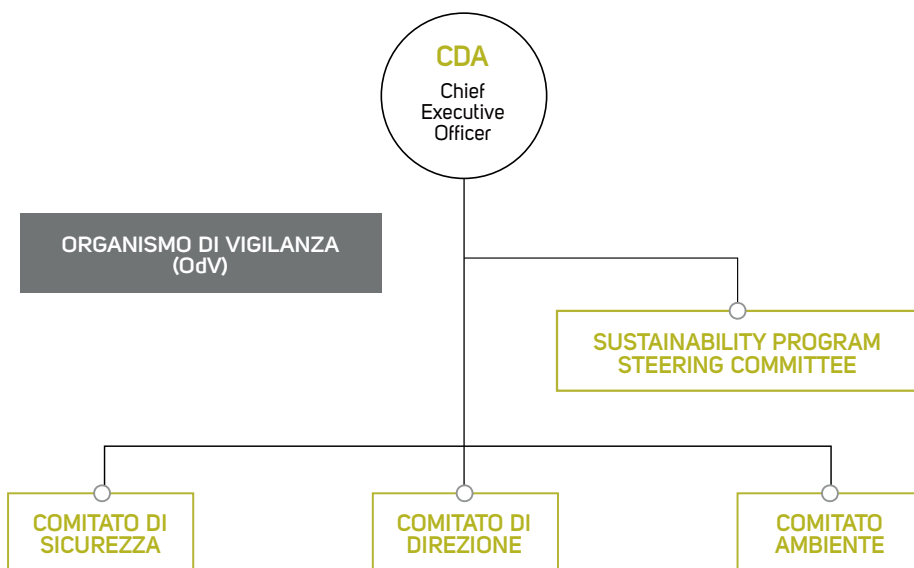 CDA
Chief
Executive
Officer
ORGANISMO DI VIGILANZA
(OdV)
SUSTAINABILITY PROGRAM
STEERING COMMITTEE
COMITATO DI
SICUREZZA
COMITATO DI
DIREZIONE
COMITATO
AMBIENTE